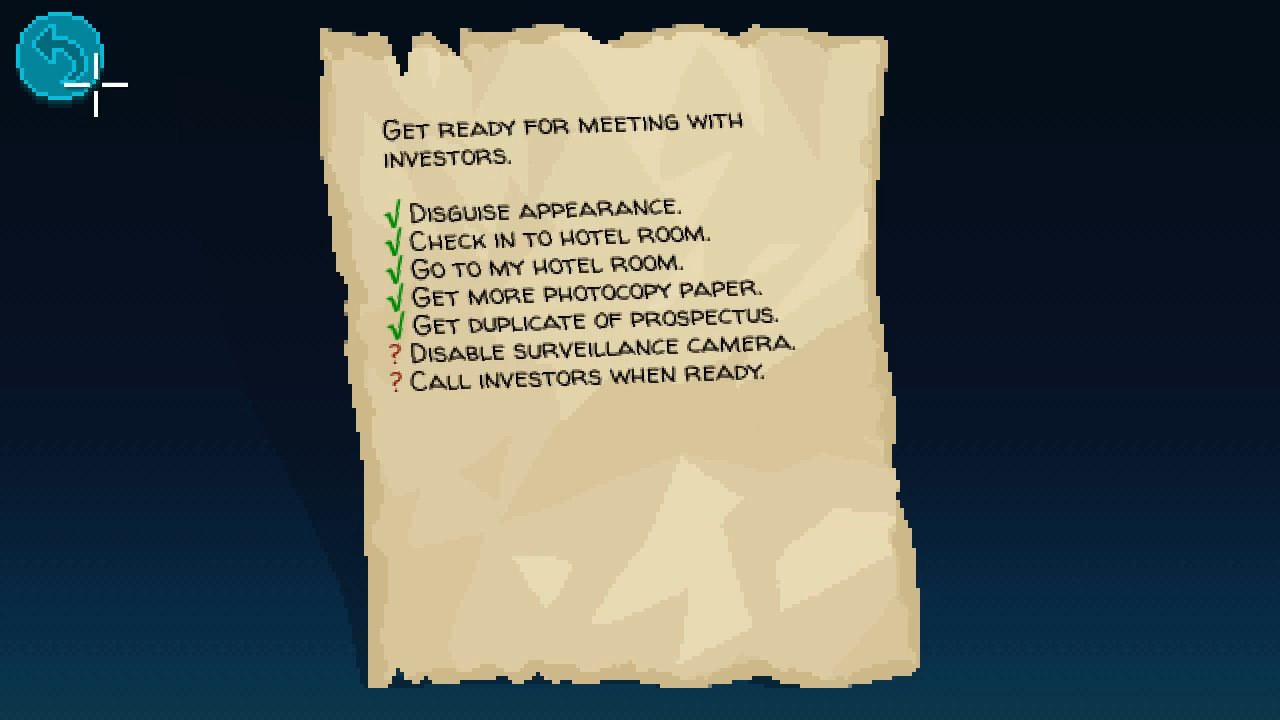 Get ready for meeting with
investors.
√ Disguise appearance.
√ Check in to hotel room.
√ Go to my hotel room.
√ Get more photocopy paper.
√ Get duplicate of prospectus.
? Disable surveillance camera.
? Call investors when ready.